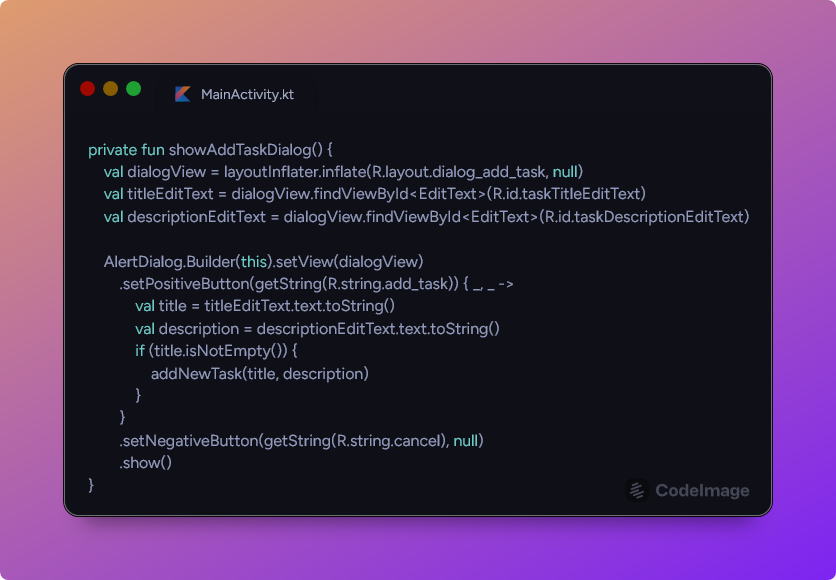 MainActivity.kt
private fun showAddTaskDialog() {
    val dialogView = layoutInflater.inflate(R.layout.dialog_add_task, null)
    val titleEditText = dialogView.findViewById<EditText>(R.id.taskTitleEditText)
    val descriptionEditText = dialogView.findViewById<EditText>(R.id.taskDescriptionEditText)

    AlertDialog.Builder(this).setView(dialogView)
        .setPositiveButton(getString(R.string.add_task)) { _, _ ->
            val title = titleEditText.text.toString()
            val description = descriptionEditText.text.toString()
            if (title.isNotEmpty()) {
                addNewTask(title, description)
            }
        }
        .setNegativeButton(getString(R.string.cancel), null)
        .show()
}
CodeImage